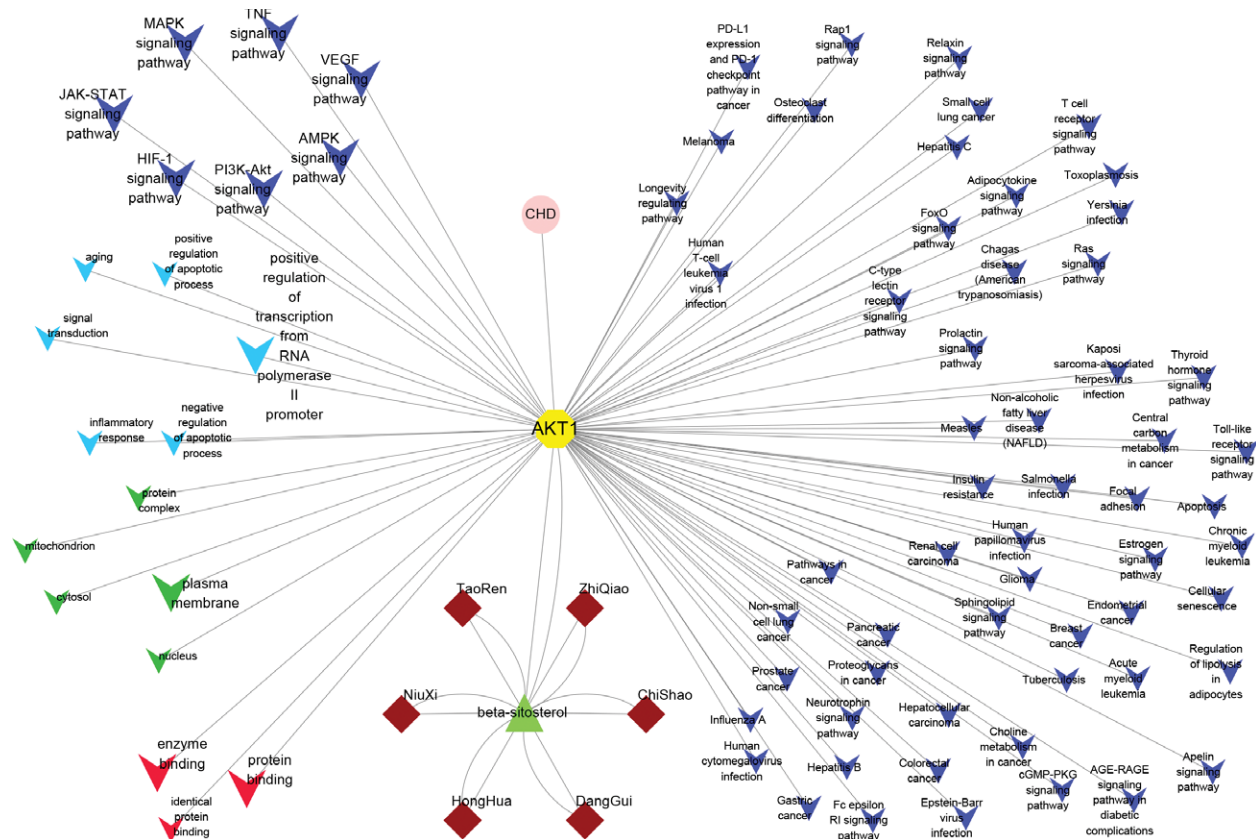 MAPK
signaling
pathway
TNF
signaling
pathway
VEGF
signaling
pathway
JAK-STAT
signaling
pathway
AMPK
signaling
pathway
HIF-1
signaling
pathway
PI3K-Akt
signaling
pathway
CHD
aging
positive
regulation
of apoptotic
process
positive
regulation
of
transcription
from
RNA
polymerase
II
promoter
signal
transduction
inflammatory
response
negative
regulation
of apoptotic
process
AKT1
protein
complex
mitochondrion
cytosol
plasma
membrane
nucleus
enzyme
binding
protein
binding
identical
protein
binding
TaoRen
ZhiQiao
NiuXi
beta-sitosterol
ChiShao
HongHua
DangGui
PD-L1
expression
and PD-1
checkpoint
pathway in
cancer
Rap1
signaling
pathway
Relaxin
signaling
pathway
Osteoclast
differentiation
Small cell
lung cancer
T cell
receptor
signaling
pathway
Melanoma
Hepatitis C
Longevity
regulating
pathway
Adipocytokine
signaling
pathway
Toxoplasmosis
FoxO
signaling
pathway
Yersinia
infection
Human
T-cell
leukemia
virus 1
infection
C-type
lectin
receptor
signaling
pathway
Chagas
disease
(American
trypanosomiasis)
Ras
signaling
pathway
Prolactin
signaling
pathway
Kaposi
sarcoma-associated
herpesvirus
infection
Thyroid
hormone
signaling
pathway
Measles
Non-alcoholic
fatty liver
disease
(NAFLD)
Central
carbon
metabolism
in cancer
Toll-like
receptor
signaling
pathway
Insulin
resistance
Salmonella
infection
Focal
adhesion
Apoptosis
Human
papillomavirus
infection
Chronic
myeloid
leukemia
Renal cell
carcinoma
Estrogen
signaling
pathway
Pathways in
cancer
Glioma
Cellular
senescence
Non-small
cell lung
cancer
Sphingolipid
signaling
pathway
Endometrial
cancer
Pancreatic
cancer
Breast
cancer
Prostate
cancer
Proteoglycans
in cancer
Tuberculosis
Acute
myeloid
leukemia
Regulation
of lipolysis
in
adipocytes
Influenza A
Neurotrophin
signaling
pathway
Hepatocellular
carcinoma
Human
cytomegalovirus
infection
Hepatitis B
Colorectal
cancer
Choline
metabolism
in cancer
cGMP-PKG
signaling
pathway
AGE-RAGE
signaling
pathway in
diabetic
complications
Apelin
signaling
pathway
Gastric
cancer
Fc epsilon
RI signaling
pathway
Epstein-Barr
virus
infection